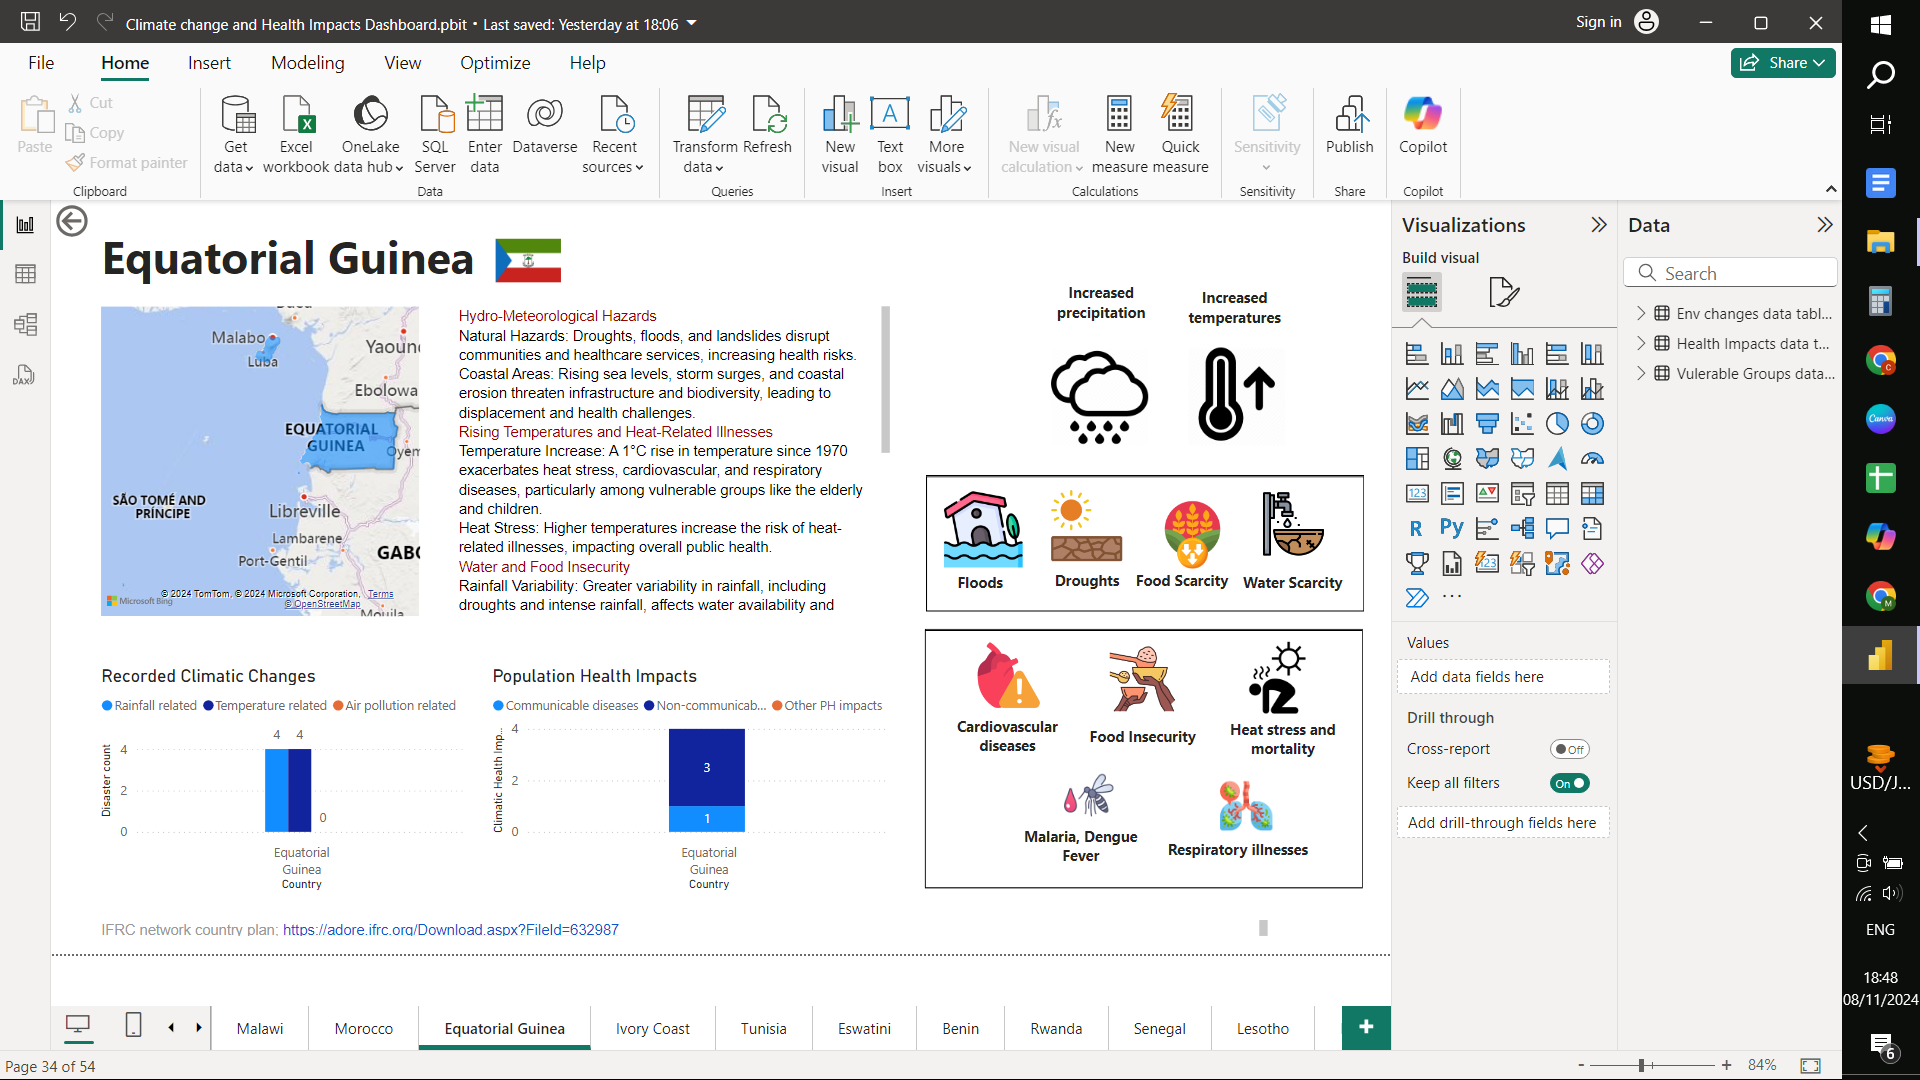 Climate change and Health Impacts Dashboard.pbit • Last saved: Yesterday at 18:06
Sign in
File
Home
Insert
Modeling
View
Optimize
Help
Share
Paste
Cut
Copy
Format painter
Clipboard
Get
data
Excel
workbook
OneLake
data hub
SQL
Server
Enter
data
Dataverse
Recent
sources
Data
Transform
data
Refresh
Queries
New
visual
Text
box
More
visuals
Insert
New visual
calculation
New
measure
Quick
measure
Calculations
Sensitivity
Sensitivity
Publish
Share
Copilot
Copilot
Equatorial Guinea
Malabo
Luba
Yaoun
Ebolowa
EQUATORIAL
GUINEA
Oyem
SÃO TOMÉ AND
PRÍNCIPE
Libreville
Lambarene
Port-Gentil
GABO
Microsoft Bing
© 2024 TomTom, © 2024 Microsoft Corporation, Terms
© OpenStreetMap
Mouila
Hydro-Meteorological Hazards
Natural Hazards: Droughts, floods, and landslides disrupt
communities and healthcare services, increasing health risks.
Coastal Areas: Rising sea levels, storm surges, and coastal
erosion threaten infrastructure and biodiversity, leading to
displacement and health challenges.
Rising Temperatures and Heat-Related Illnesses
Temperature Increase: A 1°C rise in temperature since 1970
exacerbates heat stress, cardiovascular, and respiratory
diseases, particularly among vulnerable groups like the elderly
and children.
Heat Stress: Higher temperatures increase the risk of heat-
related illnesses, impacting overall public health.
Water and Food Insecurity
Rainfall Variability: Greater variability in rainfall, including
droughts and intense rainfall, affects water availability and
Increased
precipitation
Increased
temperatures
Floods
Droughts
Food Scarcity
Water Scarcity
Cardiovascular
diseases
Food Insecurity
Heat stress and
mortality
Malaria, Dengue
Fever
Respiratory illnesses
Recorded Climatic Changes
Rainfall related
Temperature related
Air pollution related
Disaster count
4
2
0
4
4
0
Equatorial
Guinea
Country
Population Health Impacts
Communicable diseases
Non-communicab...
Other PH impacts
Climatic Health Imp...
4
2
0
3
1
Equatorial
Guinea
Country
IFRC network country plan: https://adore.ifrc.org/Download.aspx?FileId=632987
Malawi
Morocco
Equatorial Guinea
Ivory Coast
Tunisia
Eswatini
Benin
Rwanda
Senegal
Lesotho
+
Page 34 of 54
- + 84%
Visualizations
Build visual
123
R
Py
123
...
Values
Add data fields here
Drill through
Cross-report
Off
Keep all filters
On
Add drill-through fields here
Data
Search
Env changes data tabl...
Health Impacts data t...
Vulerable Groups data...
DAX
A
Canva
C
M
USD/J...
ENG
18:48
08/11/2024
6